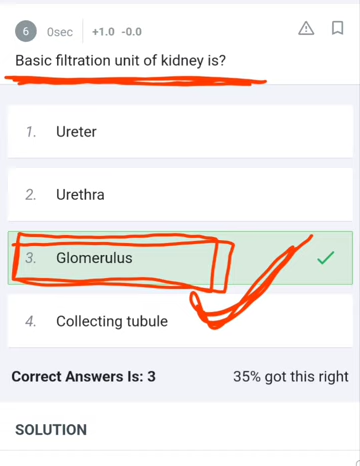 6 0sec +1.0 -0.0
Basic filtration unit of kidney is?
1. Ureter
2. Urethra
3. Glomerulus
4. Collecting tubule
Correct Answers Is: 3 35% got this right
SOLUTION